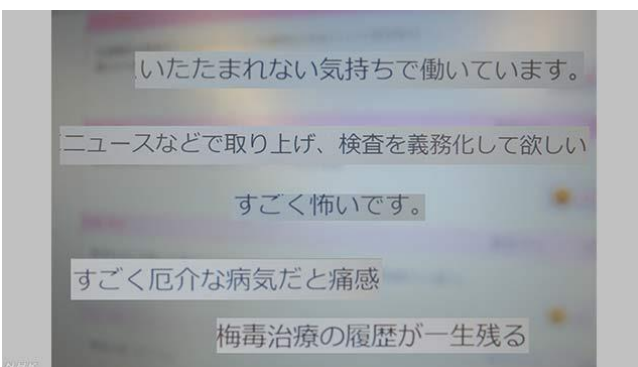 いたたまれない気持ちで働いています。
ニュースなどで取り上げ、検査を義務化して欲しい
すごく怖いです。
すごく厄介な病気だと痛感
梅毒治療の履歴が一生残る